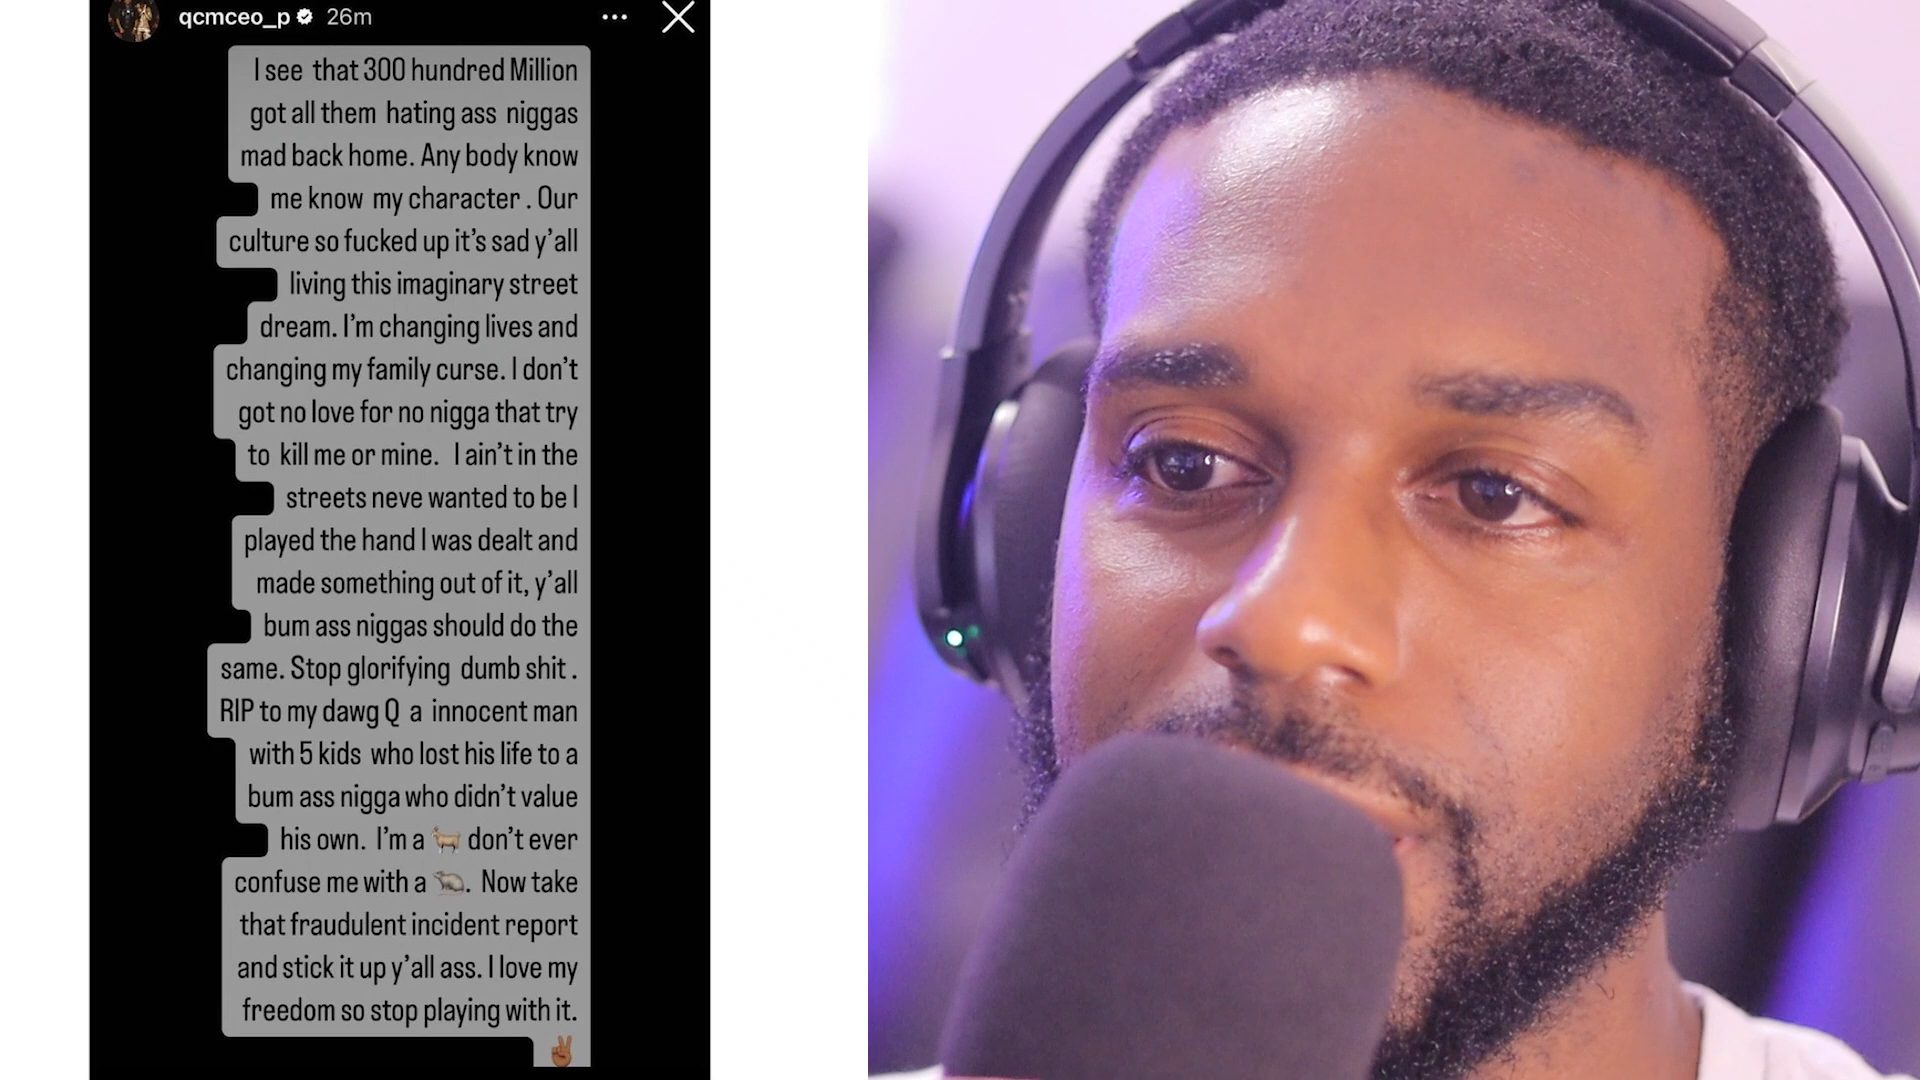 qcmceo_p 26m
I see that 300 hundred Million
got all them hating ass niggas
mad back home. Any body know
me know my character . Our
culture so fucked up it's sad y'all
living this imaginary street
dream. I'm changing lives and
changing my family curse. I don't
got no love for no nigga that try
to kill me or mine. I ain't in the
streets neve wanted to be I
played the hand I was dealt and
made something out of it, y'all
bum ass niggas should do the
same. Stop glorifying dumb shit .
RIP to my dawg Q a innocent man
with 5 kids who lost his life to a
bum ass nigga who didn't value
his own. I'm a 🐐 don't ever
confuse me with a 🐀. Now take
that fraudulent incident report
and stick it up y'all ass. I love my
freedom so stop playing with it.
✌🏾